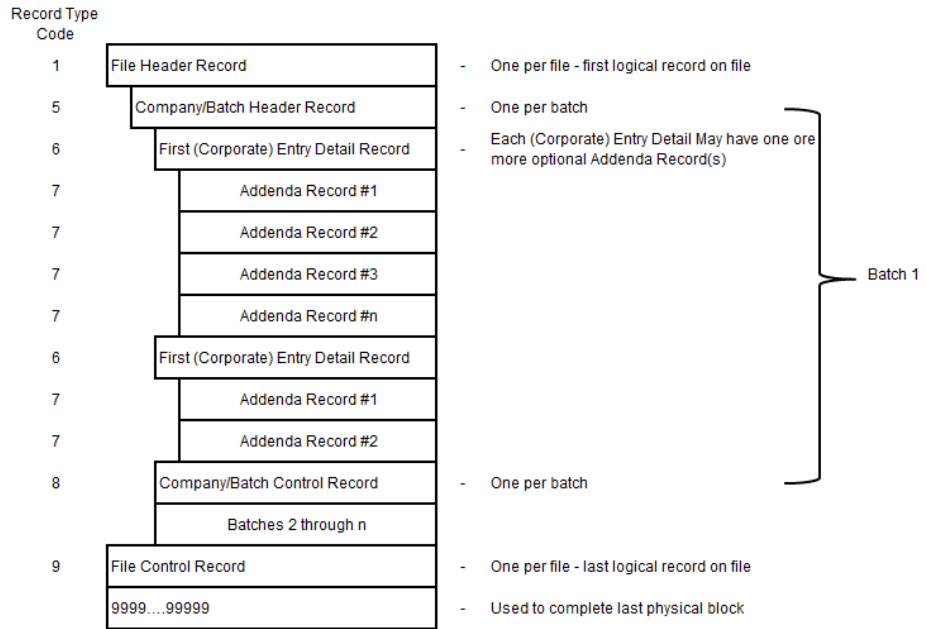 Record Type
Code
1 File Header Record - One per file - first logical record on file
5 Company/Batch Header Record - One per batch
6 First (Corporate) Entry Detail Record - Each (Corporate) Entry Detail May have one ore
more optional Addenda Record(s)
7 Addenda Record #1
7 Addenda Record #2
7 Addenda Record #3
Batch 1
7 Addenda Record #n
6 First (Corporate) Entry Detail Record
7 Addenda Record #1
7 Addenda Record #2
8 Company/Batch Control Record - One per batch
Batches 2 through n
9 File Control Record - One per file - last logical record on file
9999....99999 - Used to complete last physical block